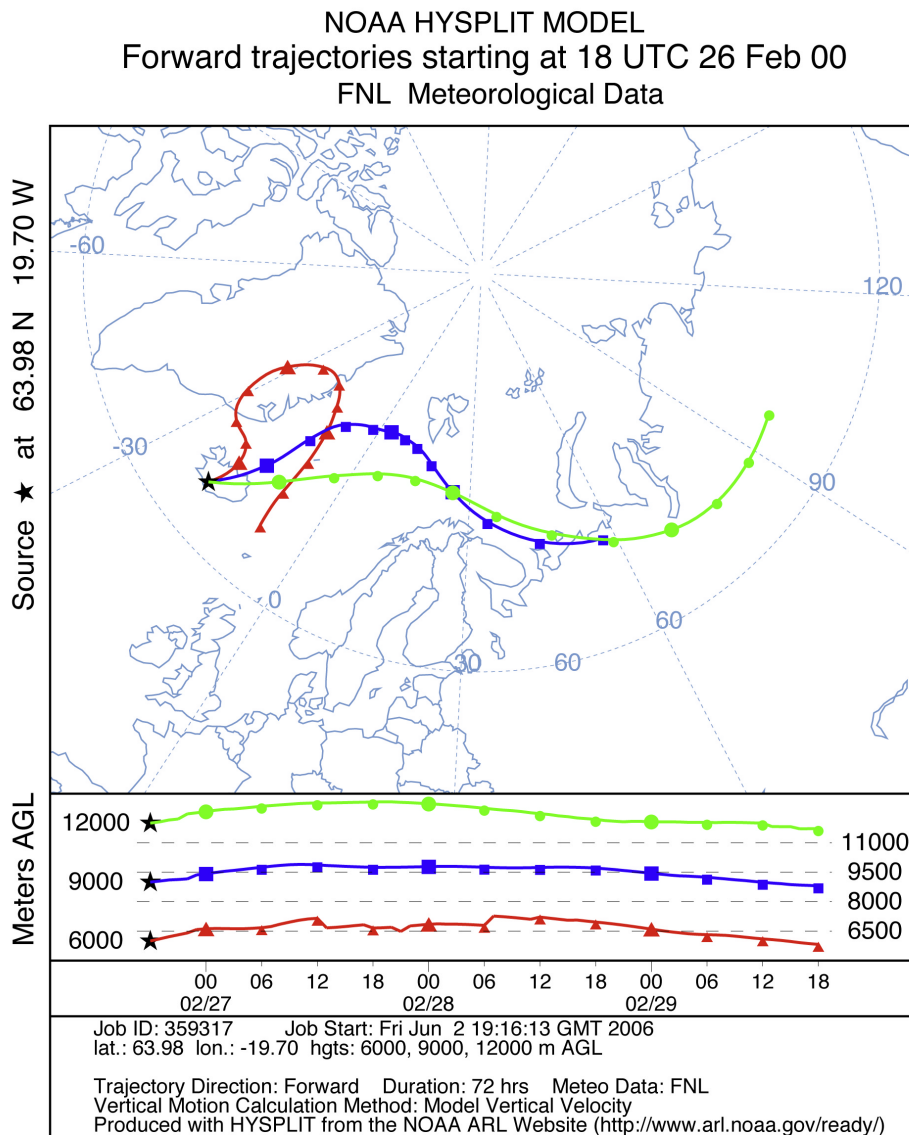 NOAA HYSPLIT MODEL
Forward trajectories starting at 18 UTC 26 Feb 00
FNL Meteorological Data
Source ★ at 63.98 N 19.70 W
-60
120
-30
90
0
60
30
60
Meters AGL
12000
9000
6000
11000
9500
8000
6500
00 06 12 18 00 06 12 18 00 06 12 18
02/27 02/28 02/29
Job ID: 359317 Job Start: Fri Jun 2 19:16:13 GMT 2006
lat.: 63.98 lon.: -19.70 hgts: 6000, 9000, 12000 m AGL
Trajectory Direction: Forward Duration: 72 hrs Meteo Data: FNL
Vertical Motion Calculation Method: Model Vertical Velocity
Produced with HYSPLIT from the NOAA ARL Website (http://www.arl.noaa.gov/ready/)